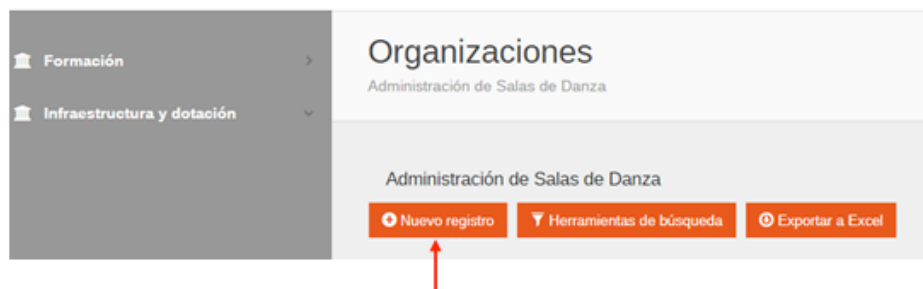 Formación
Infraestructura y dotación
Organizaciones
Administración de Salas de Danza
Administración de Salas de Danza
Nuevo registro
Herramientas de búsqueda
Exportar a Excel